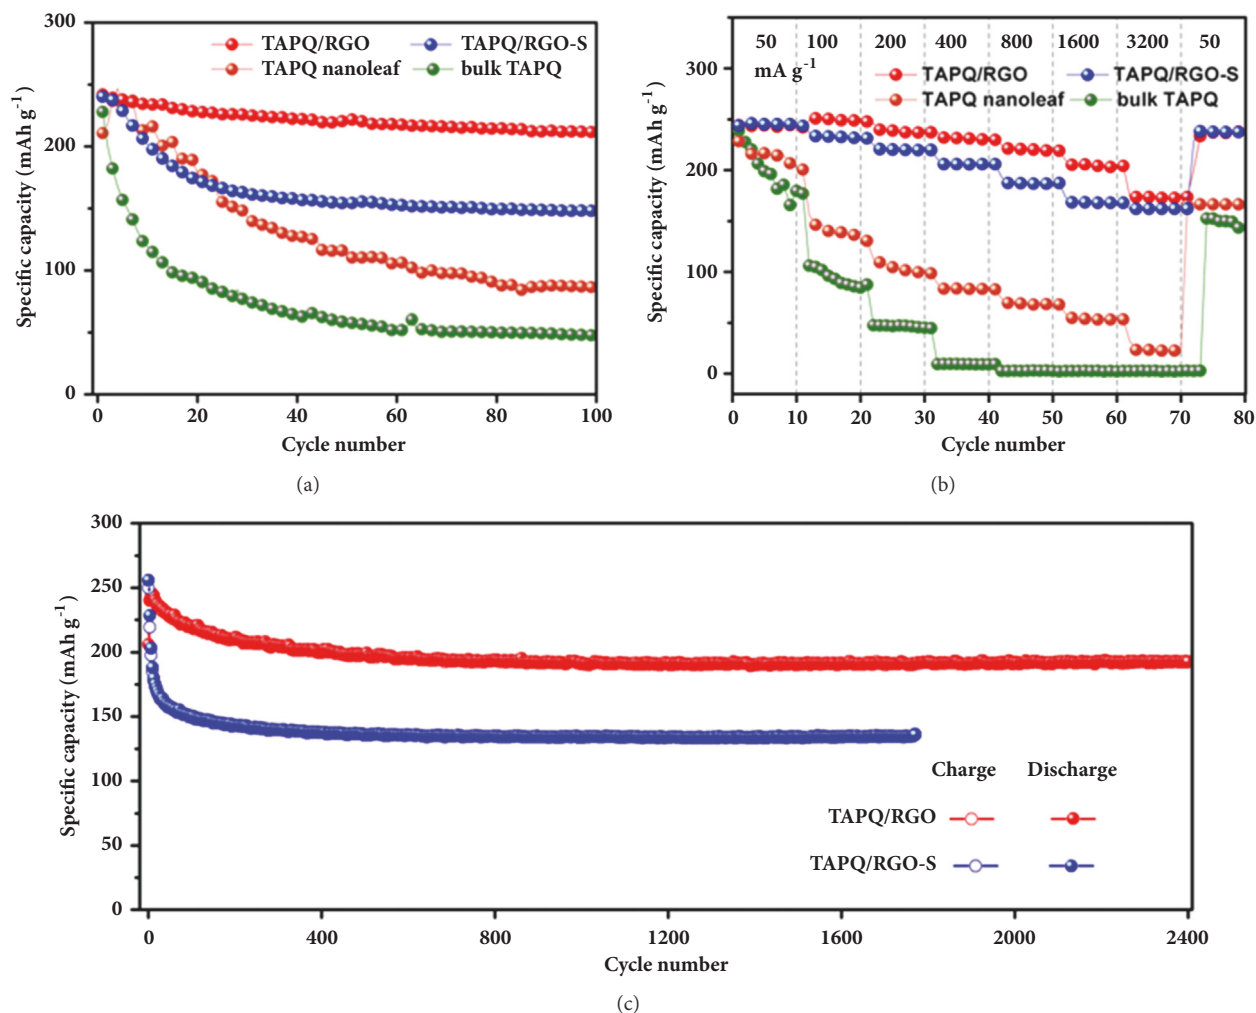 300
200
100
0
Specific capacity (mAh g-1)
TAPQ/RGO
TAPQ/RGO-S
TAPQ nanoleaf
bulk TAPQ
0 20 40 60 80 100
Cycle number
(a)
300
200
100
0
Specific capacity (mAh g-1)
50 100 200 400 800 1600 3200 50
mA g-1
TAPQ/RGO
TAPQ/RGO-S
TAPQ nanoleaf
bulk TAPQ
0 10 20 30 40 50 60 70 80
Cycle number
(b)
300
250
200
150
100
50
0
Specific capacity (mAh g-1)
Charge Discharge
TAPQ/RGO
TAPQ/RGO-S
0 400 800 1200 1600 2000 2400
Cycle number
(c)